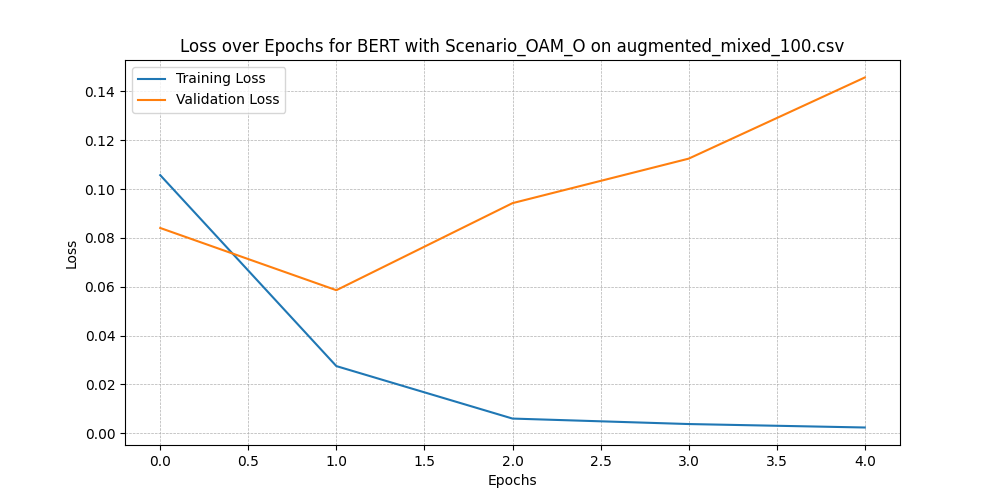 Loss over Epochs for BERT with Scenario_OAM_O on augmented_mixed_100.csv
Training Loss
Validation Loss
0.14
0.12
0.10
0.08
0.06
0.04
0.02
0.00
Loss
0.0 0.5 1.0 1.5 2.0 2.5 3.0 3.5 4.0
Epochs